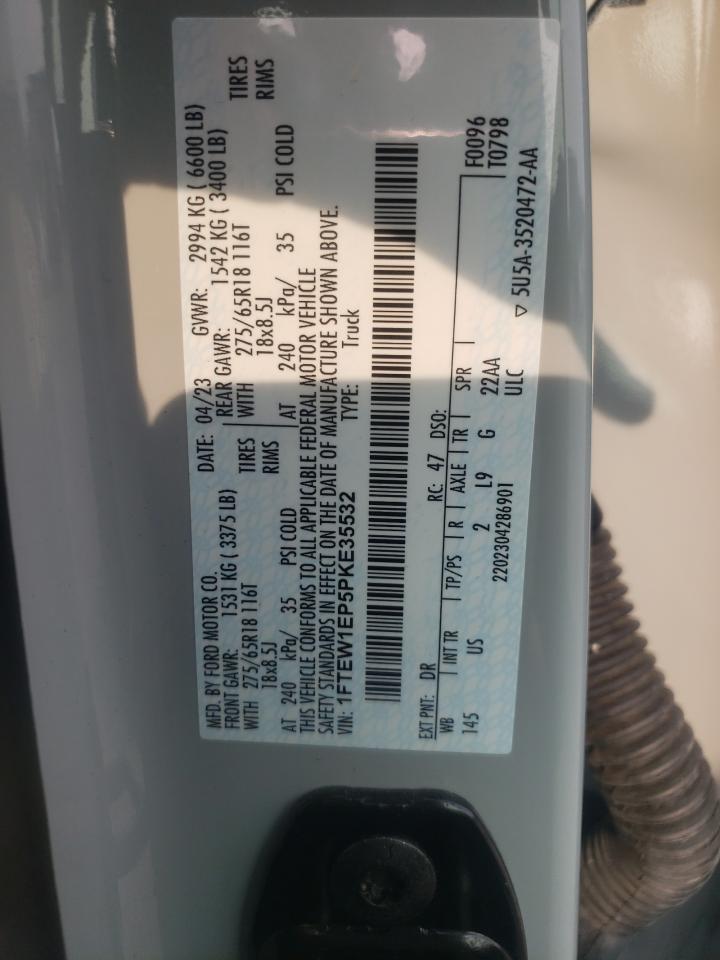 MFD. BY FORD MOTOR CO.
DATE: 04/23 GVWR: 2994 KG ( 6600 LB)
FRONT GAWR: 1531 KG ( 3375 LB)
REAR GAWR: 1542 KG ( 3400 LB)
WITH 275/65R18 116T TIRES
WITH 275/65R18 116T TIRES
18x8.5J RIMS
18x8.5J RIMS
AT 240 kPa/ 35 PSI COLD
AT 240 kPa/ 35 PSI COLD
THIS VEHICLE CONFORMS TO ALL APPLICABLE FEDERAL MOTOR VEHICLE
SAFETY STANDARDS IN EFFECT ON THE DATE OF MANUFACTURE SHOWN ABOVE.
VIN: 1FTEW1EP5PKE35532 TYPE: Truck
EXT PNT: DR RC: 47 DSO: F0096
WB | INT TR | TP/PS | R | AXLE | TR | SPR | T0798
145 US 2 L9 G 22AA
ULC
2202304286901 ▽ 5U5A-3520472-AA